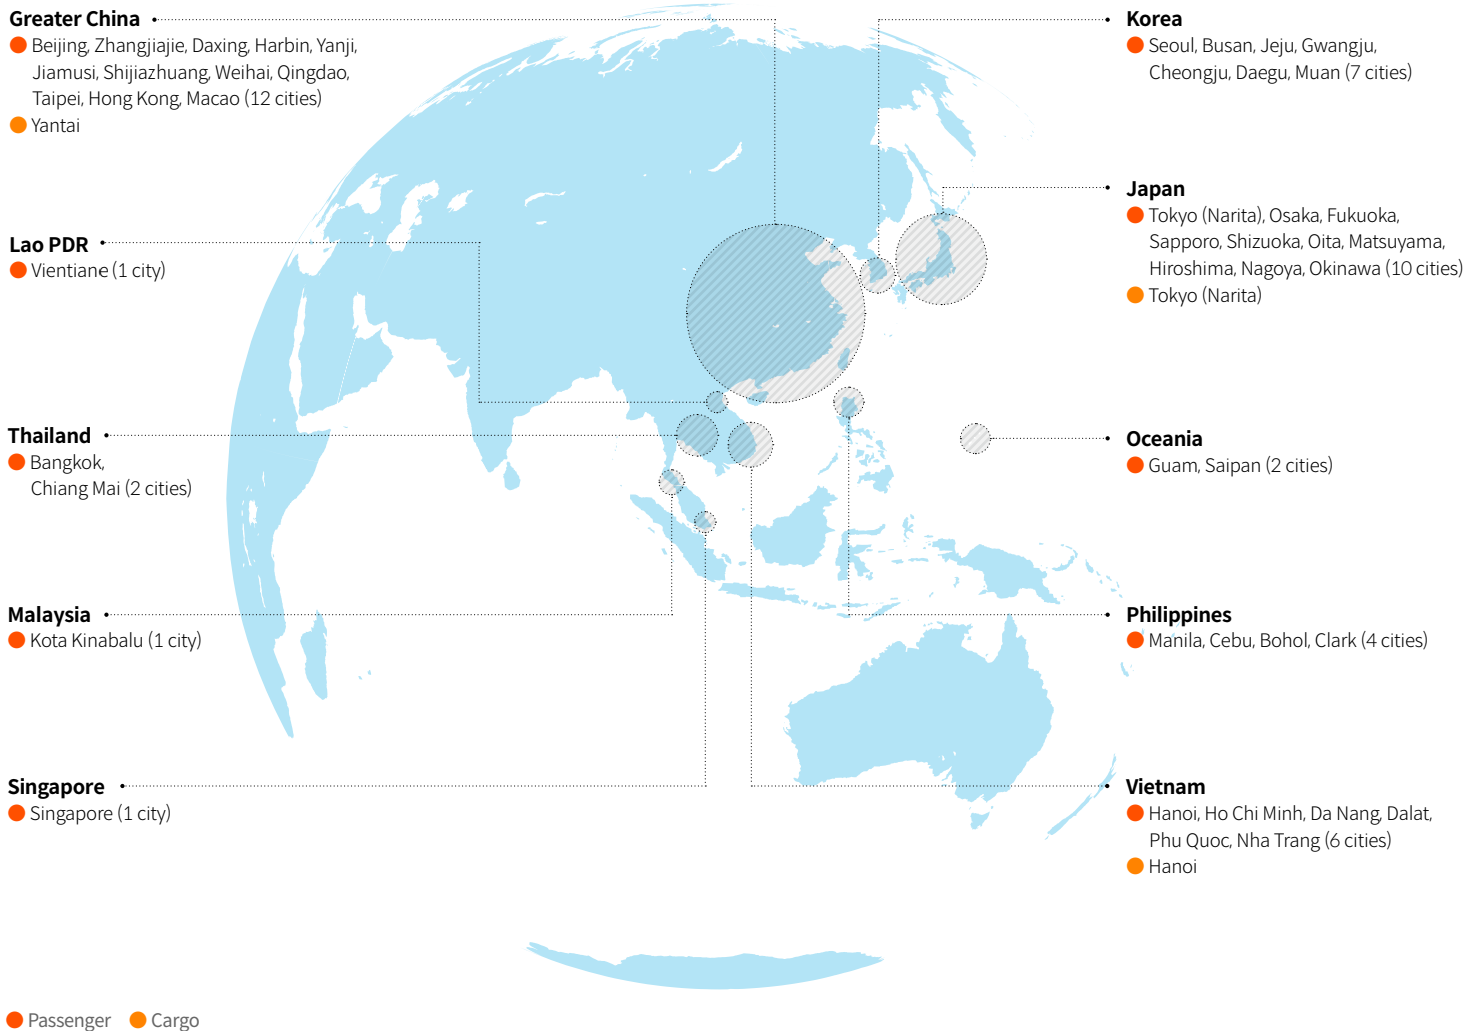 Greater China
Beijing, Zhangjiajie, Daxing, Harbin, Yanji,
Jiamusi, Shijiazhuang, Weihai, Qingdao,
Taipei, Hong Kong, Macao (12 cities)
Yantai
Lao PDR
Vientiane (1 city)
Thailand
Bangkok,
Chiang Mai (2 cities)
Malaysia
Kota Kinabalu (1 city)
Singapore
Singapore (1 city)
Korea
Seoul, Busan, Jeju, Gwangju,
Cheongju, Daegu, Muan (7 cities)
Japan
Tokyo (Narita), Osaka, Fukuoka,
Sapporo, Shizuoka, Oita, Matsuyama,
Hiroshima, Nagoya, Okinawa (10 cities)
Tokyo (Narita)
Oceania
Guam, Saipan (2 cities)
Philippines
Manila, Cebu, Bohol, Clark (4 cities)
Vietnam
Hanoi, Ho Chi Minh, Da Nang, Dalat,
Phu Quoc, Nha Trang (6 cities)
Hanoi
Passenger Cargo